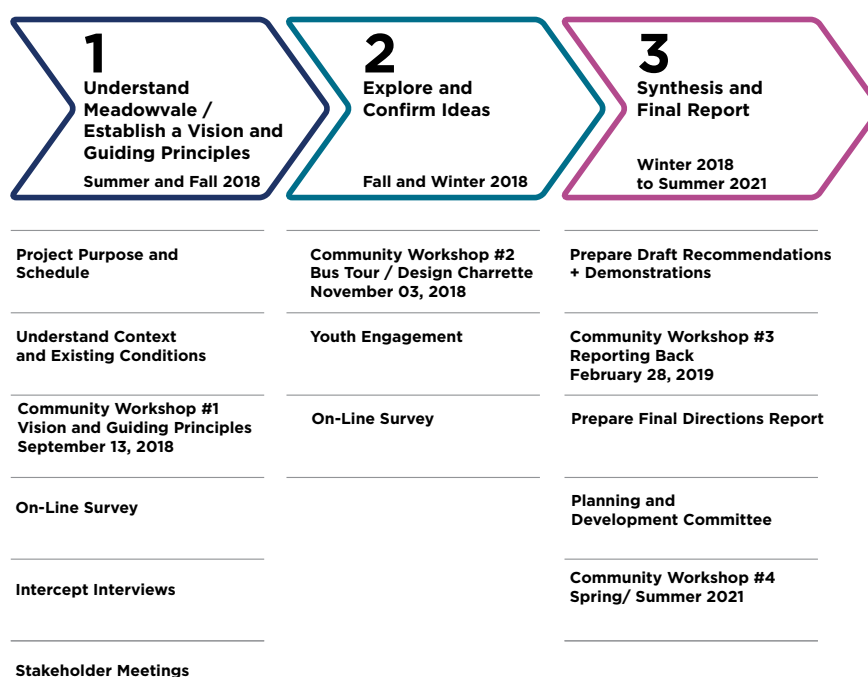 1
Understand
Meadowvale /
Establish a Vision and
Guiding Principles
Summer and Fall 2018
2
Explore and
Confirm Ideas
Fall and Winter 2018
3
Synthesis and
Final Report
Winter 2018
to Summer 2021
Project Purpose and
Schedule
Understand Context
and Existing Conditions
Community Workshop #1
Vision and Guiding Principles
September 13, 2018
On-Line Survey
Intercept Interviews
Stakeholder Meetings
Community Workshop #2
Bus Tour / Design Charrette
November 03, 2018
Youth Engagement
On-Line Survey
Prepare Draft Recommendations
+ Demonstrations
Community Workshop #3
Reporting Back
February 28, 2019
Prepare Final Directions Report
Planning and
Development Committee
Community Workshop #4
Spring/ Summer 2021